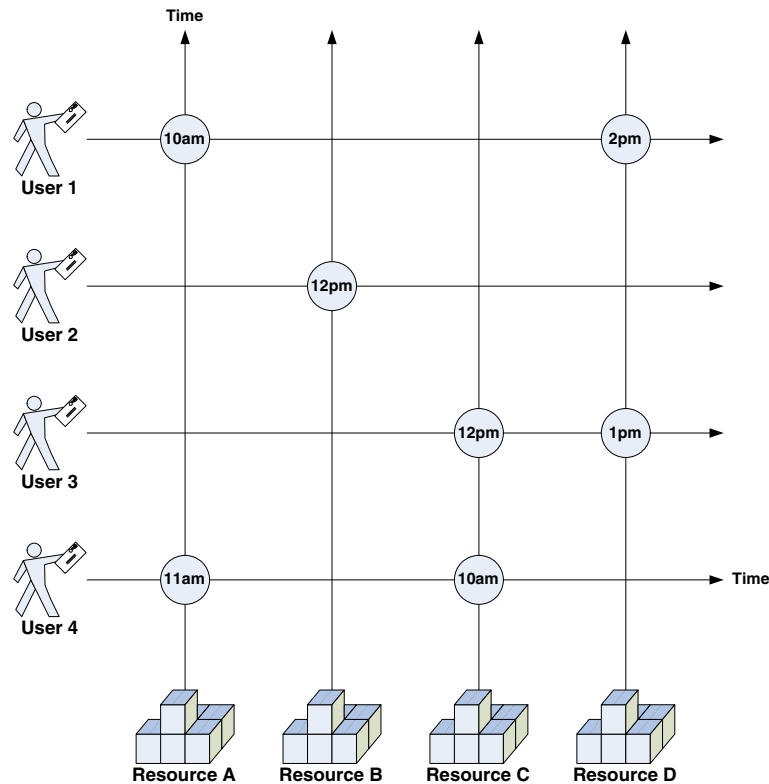 Time
10am
2pm
User 1
12pm
User 2
12pm
1pm
User 3
11am
10am
Time
User 4
Resource A
Resource B
Resource C
Resource D